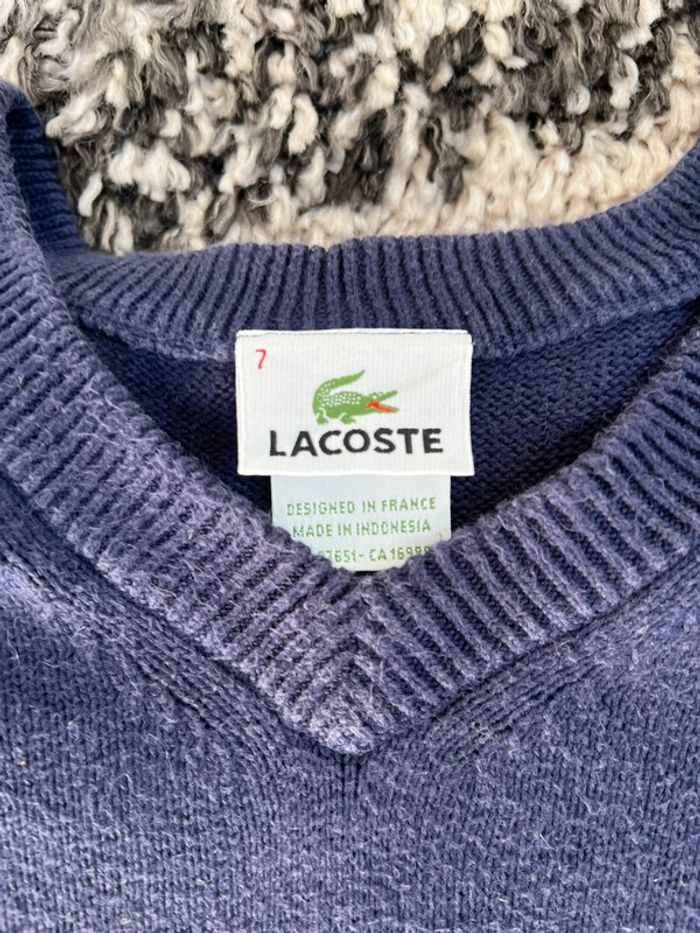 7
LACOSTE
DESIGNED IN FRANCE
MADE IN INDONESIA